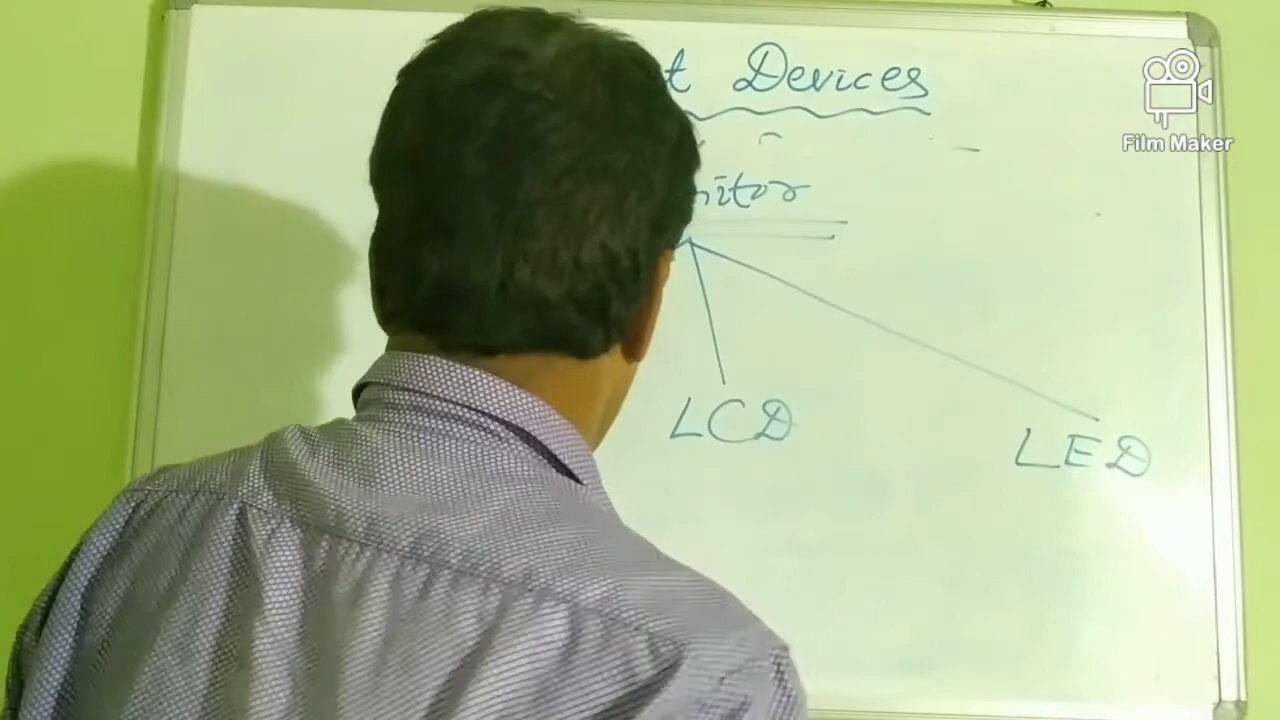 t Devices
nitor
LCD
LED
Film Maker